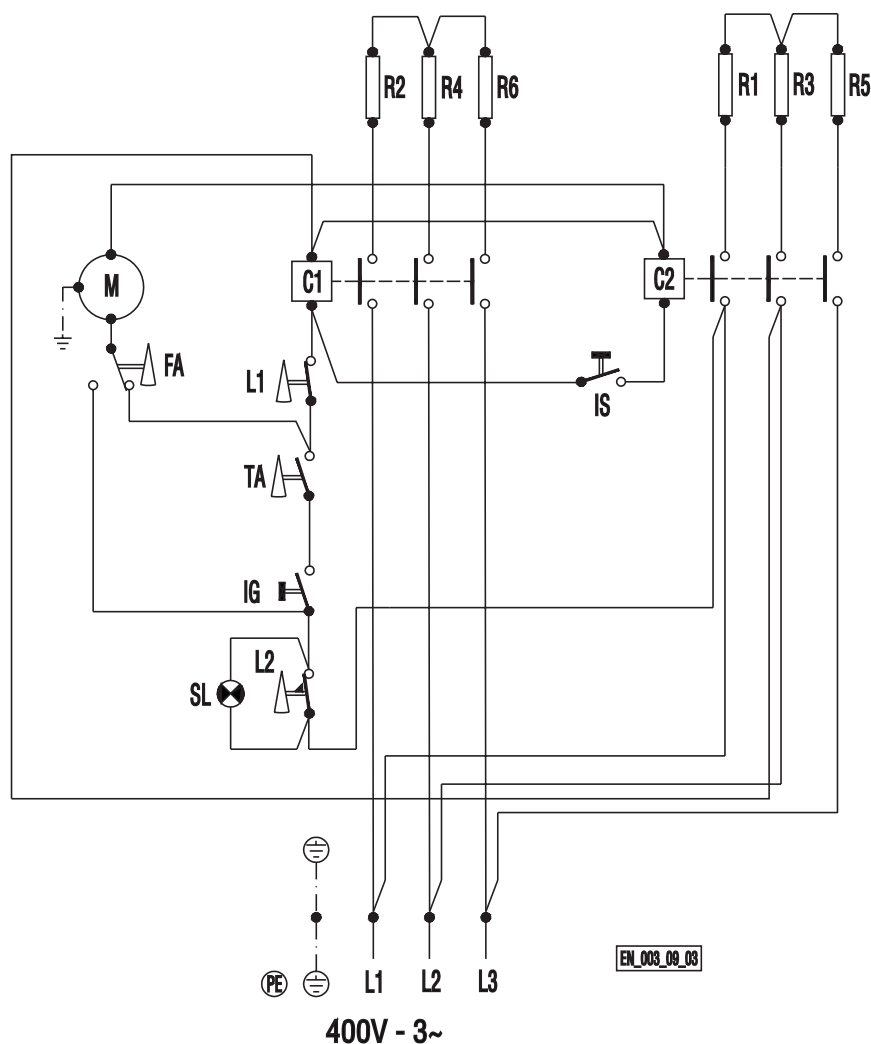 R2 R4 R6 R1 R3 R5
M C1 C2
FA L1 IS
TA
IG
L2
SL
EN_003_09_03
PE L1 L2 L3
400V - 3~